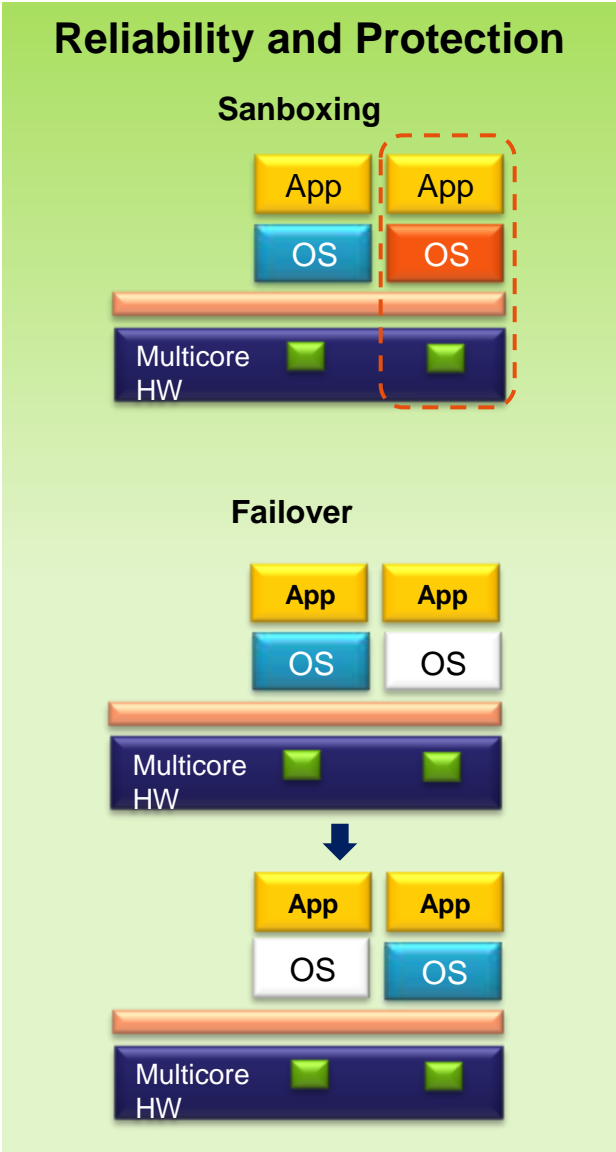 Reliability and Protection
Sanboxing
App App
OS OS
Multicore
HW
Failover
App App
OS OS
Multicore
HW
App App
OS OS
Multicore
HW